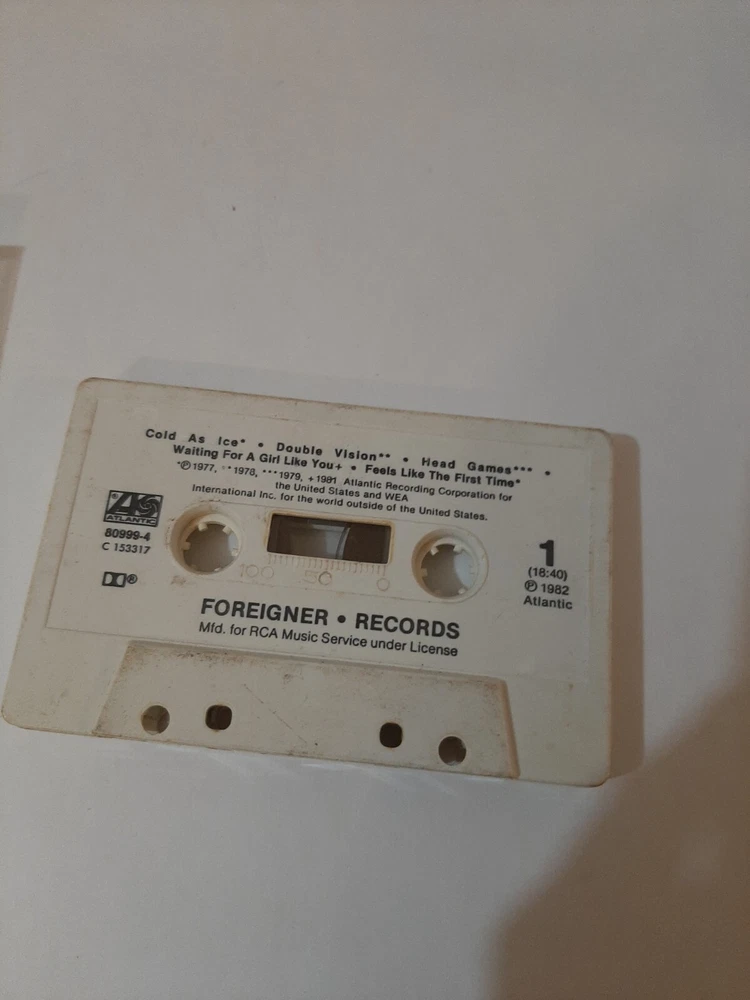 Cold As Ice* • Double Vision** • Head Games*** •
Waiting For A Girl Like You+ • Feels Like The First Time*
*℗1977, **1978, ***1979, +1981 Atlantic Recording Corporation for
the United States and WEA
International Inc. for the world outside of the United States.
® A
ATLANTIC
80999-4
C 153317
®
100 50 0
1
(18:40)
℗ 1982
Atlantic
FOREIGNER • RECORDS
Mfd. for RCA Music Service under License